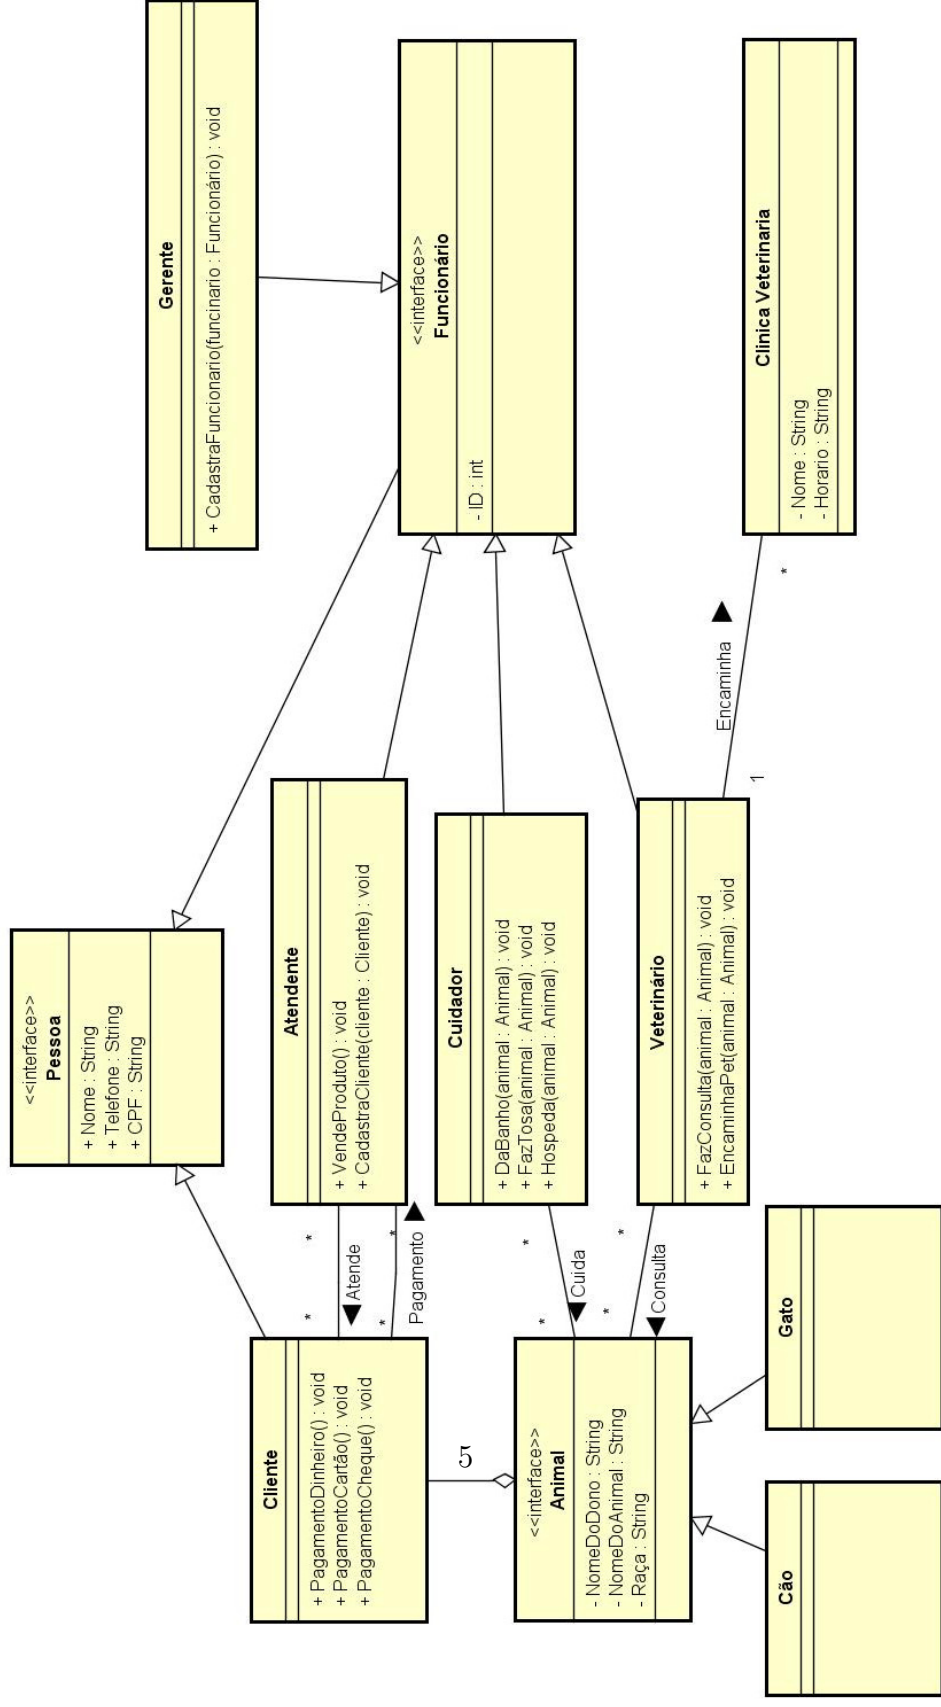 <<interface>>
Pessoa
+ Nome : String
+ Telefone : String
+ CPF : String
Gerente
+ CadastraFuncionario(funcinario : Funcionário) : void
Cliente
+ PagamentoDinheiro() : void
+ PagamentoCartão() : void
+ PagamentoCheque() : void
*
*
Atende
*
*
Pagamento
Atendente
+ VendeProduto() : void
+ CadastraCliente(cliente : Cliente) : void
<<interface>>
Funcionário
- ID : int
5
Cuidador
+ DaBanho(animal : Animal) : void
+ FazTosa(animal : Animal) : void
+ Hospeda(animal : Animal) : void
<<interface>>
Animal
- NomeDoDono : String
- NomeDoAnimal : String
- Raça : String
*
*
Cuida
*
*
Consulta
Veterinário
+ FazConsulta(animal : Animal) : void
+ EncaminhaPet(animal : Animal) : void
Encaminha
1
*
Clinica Veterinaria
- Nome : String
- Horario : String
Cão
Gato